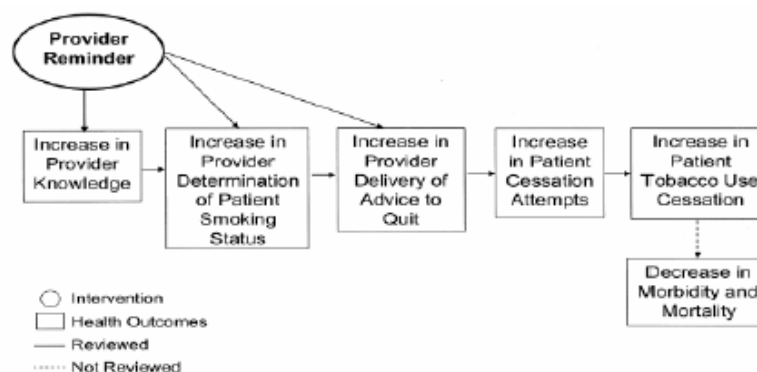 Provider
Reminder
Increase in
Provider
Knowledge
Increase in
Provider
Determination
of Patient
Smoking
Status
Increase in
Provider
Delivery of
Advice to
Quit
Increase
in Patient
Cessation
Attempts
Increase in
Patient
Tobacco Use
Cessation
Decrease in
Morbidity and
Mortality
Intervention
Health Outcomes
Reviewed
Not Reviewed